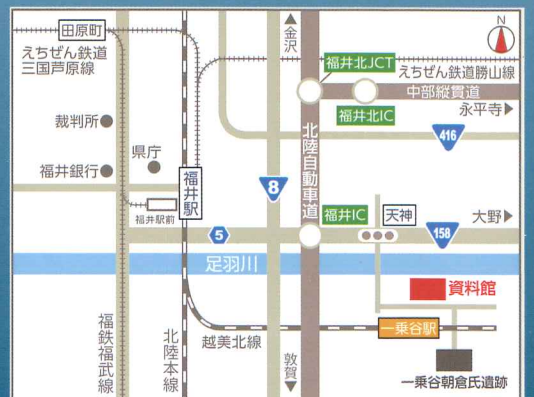 田原町
えちぜん鉄道
三国芦原線
裁判所
県庁
福井銀行
福井駅
福井駅前
金沢
N
福井北JCT
えちぜん鉄道勝山線
中部縦貫道
福井北IC
永平寺
416
北陸自動車道
8
福井IC
天神
大野
5
158
足羽川
資料館
福鉄福武線
北陸本線
越美北線
一乗谷駅
敦賀
一乗谷朝倉氏遺跡